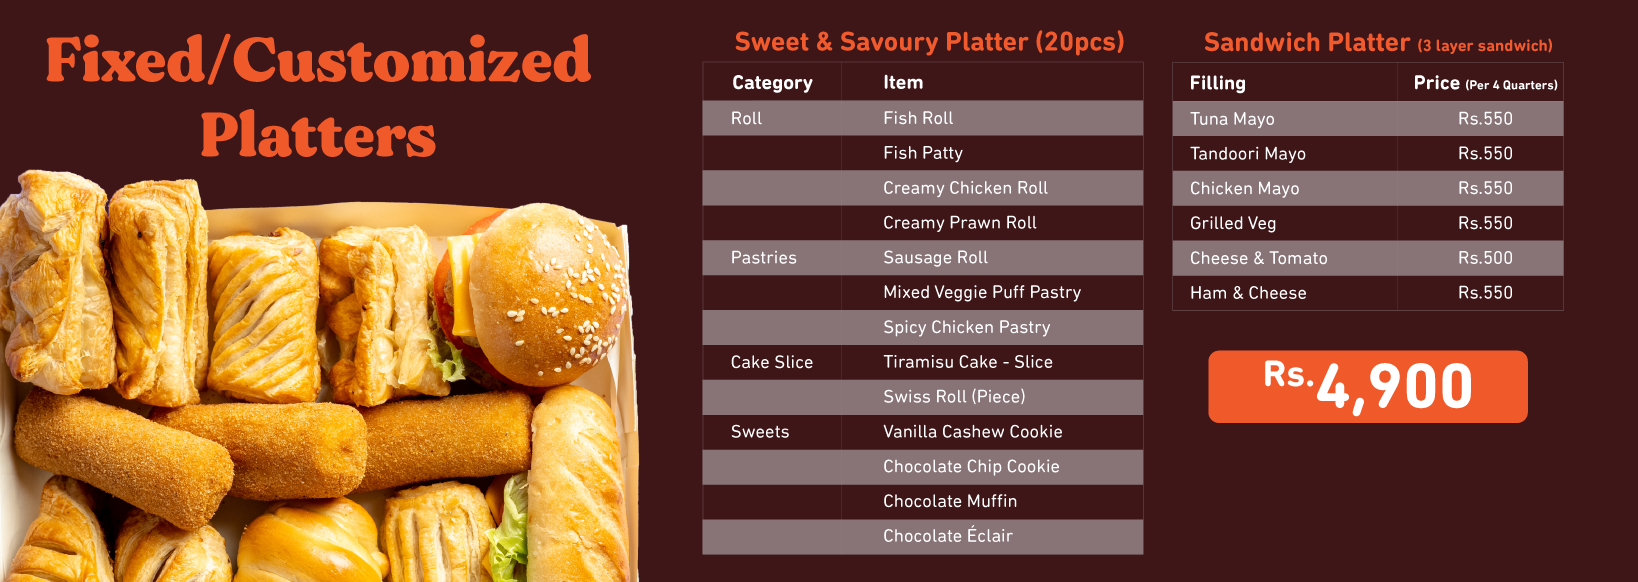 Fixed/Customized
Platters
Sweet & Savoury Platter (20pcs)
Category Item
Roll Fish Roll
Fish Patty
Creamy Chicken Roll
Creamy Prawn Roll
Pastries Sausage Roll
Mixed Veggie Puff Pastry
Spicy Chicken Pastry
Cake Slice Tiramisu Cake - Slice
Swiss Roll (Piece)
Sweets Vanilla Cashew Cookie
Chocolate Chip Cookie
Chocolate Muffin
Chocolate Éclair
Sandwich Platter (3 layer sandwich)
Filling Price (Per 4 Quarters)
Tuna Mayo Rs.550
Tandoori Mayo Rs.550
Chicken Mayo Rs.550
Grilled Veg Rs.550
Cheese & Tomato Rs.500
Ham & Cheese Rs.550
Rs.4,900